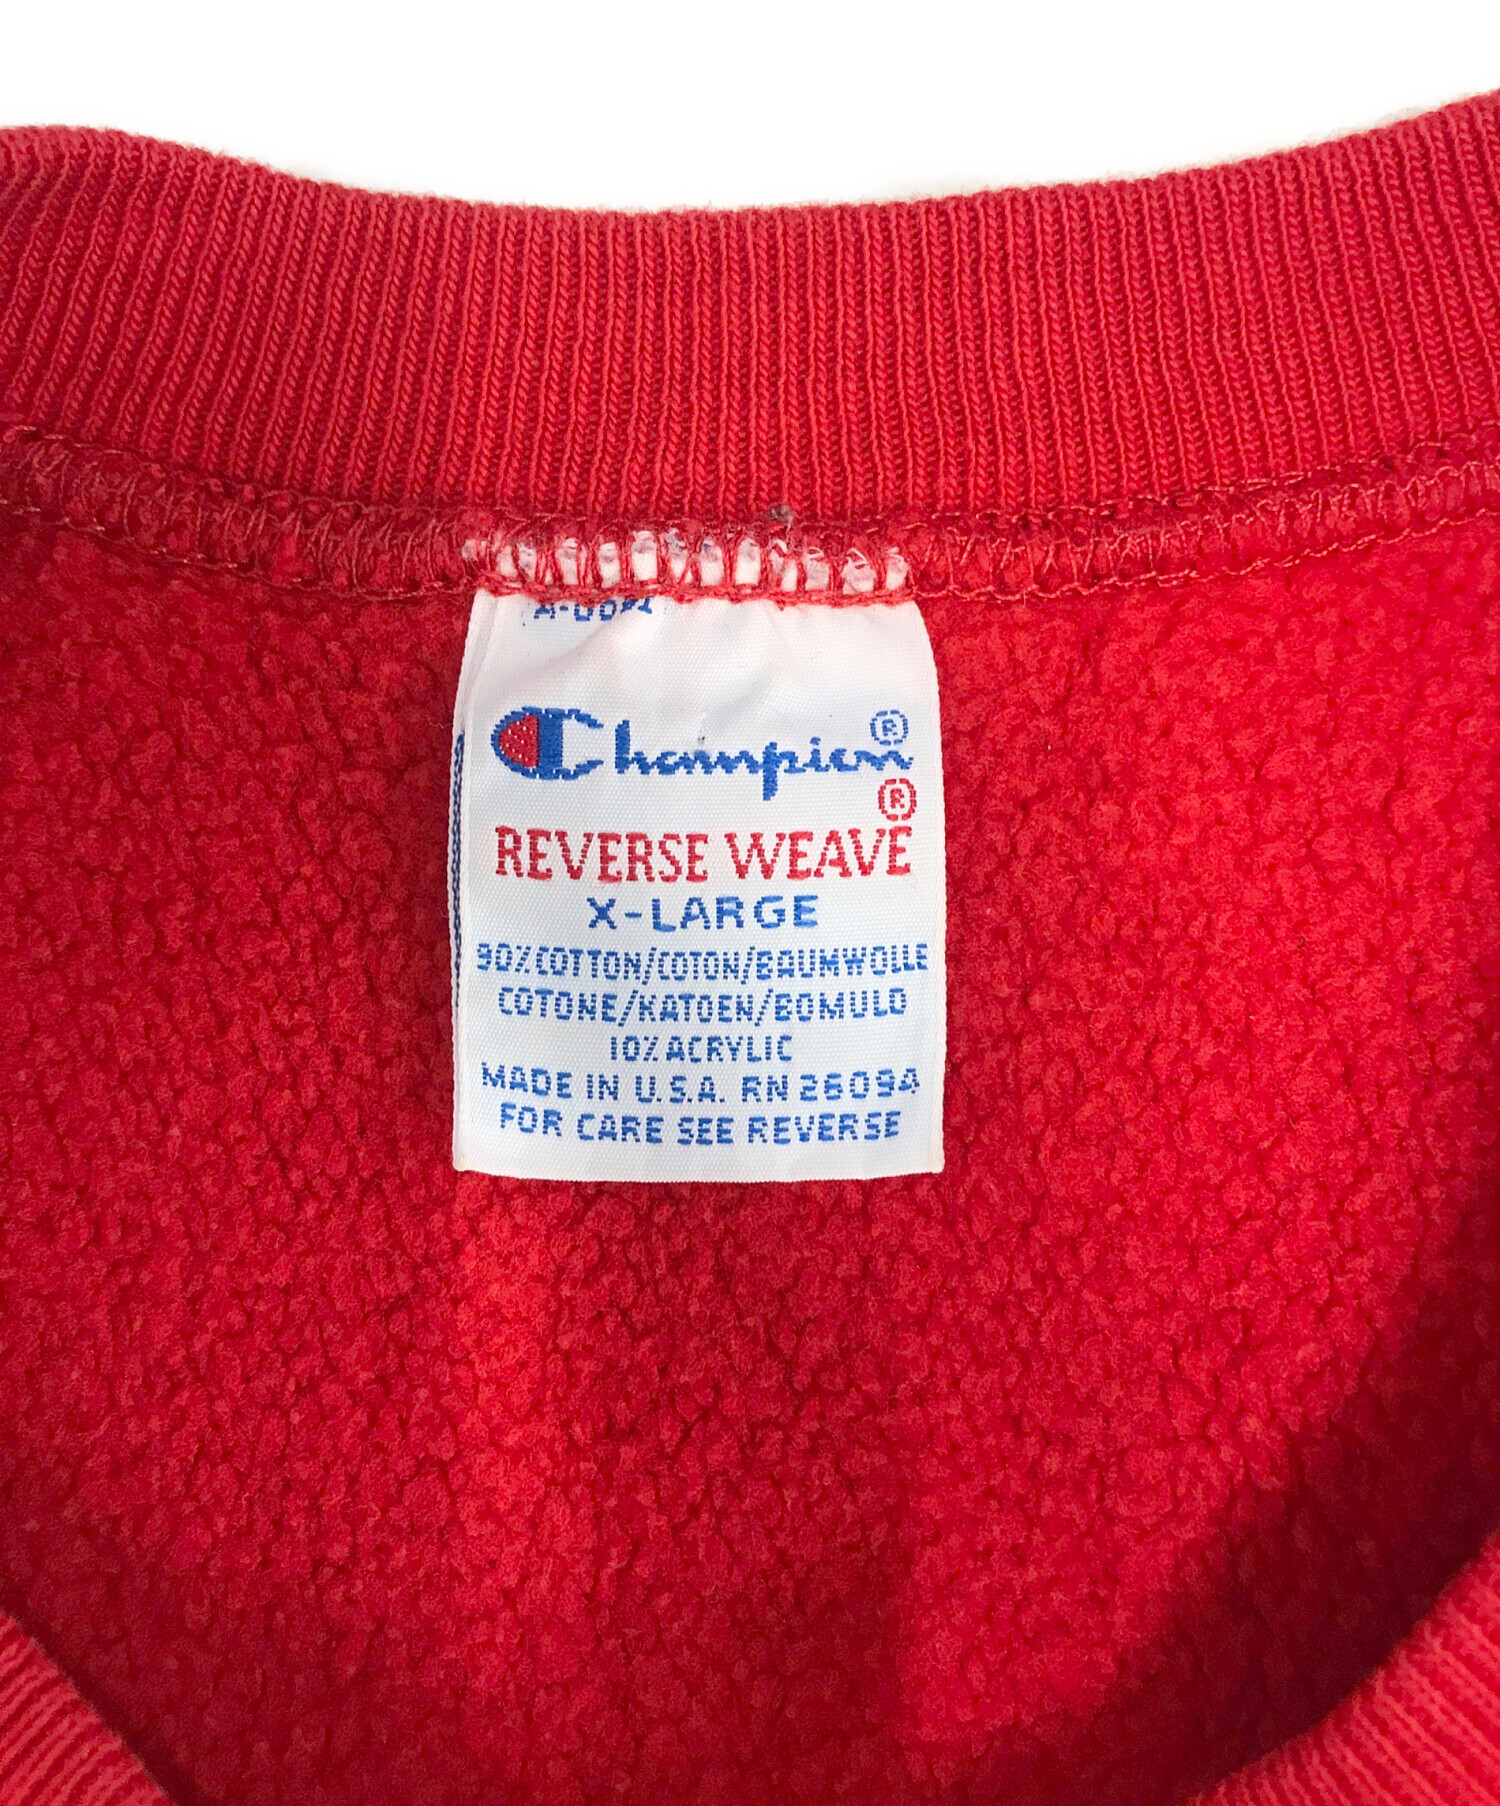 Champion®
®
REVERSE WEAVE
X-LARGE
90% COTTON/COTON/BAUMWOLLE
COTONE/KATOEN/BOMULD
10% ACRYLIC
MADE IN U.S.A. RN 26094
FOR CARE SEE REVERSE